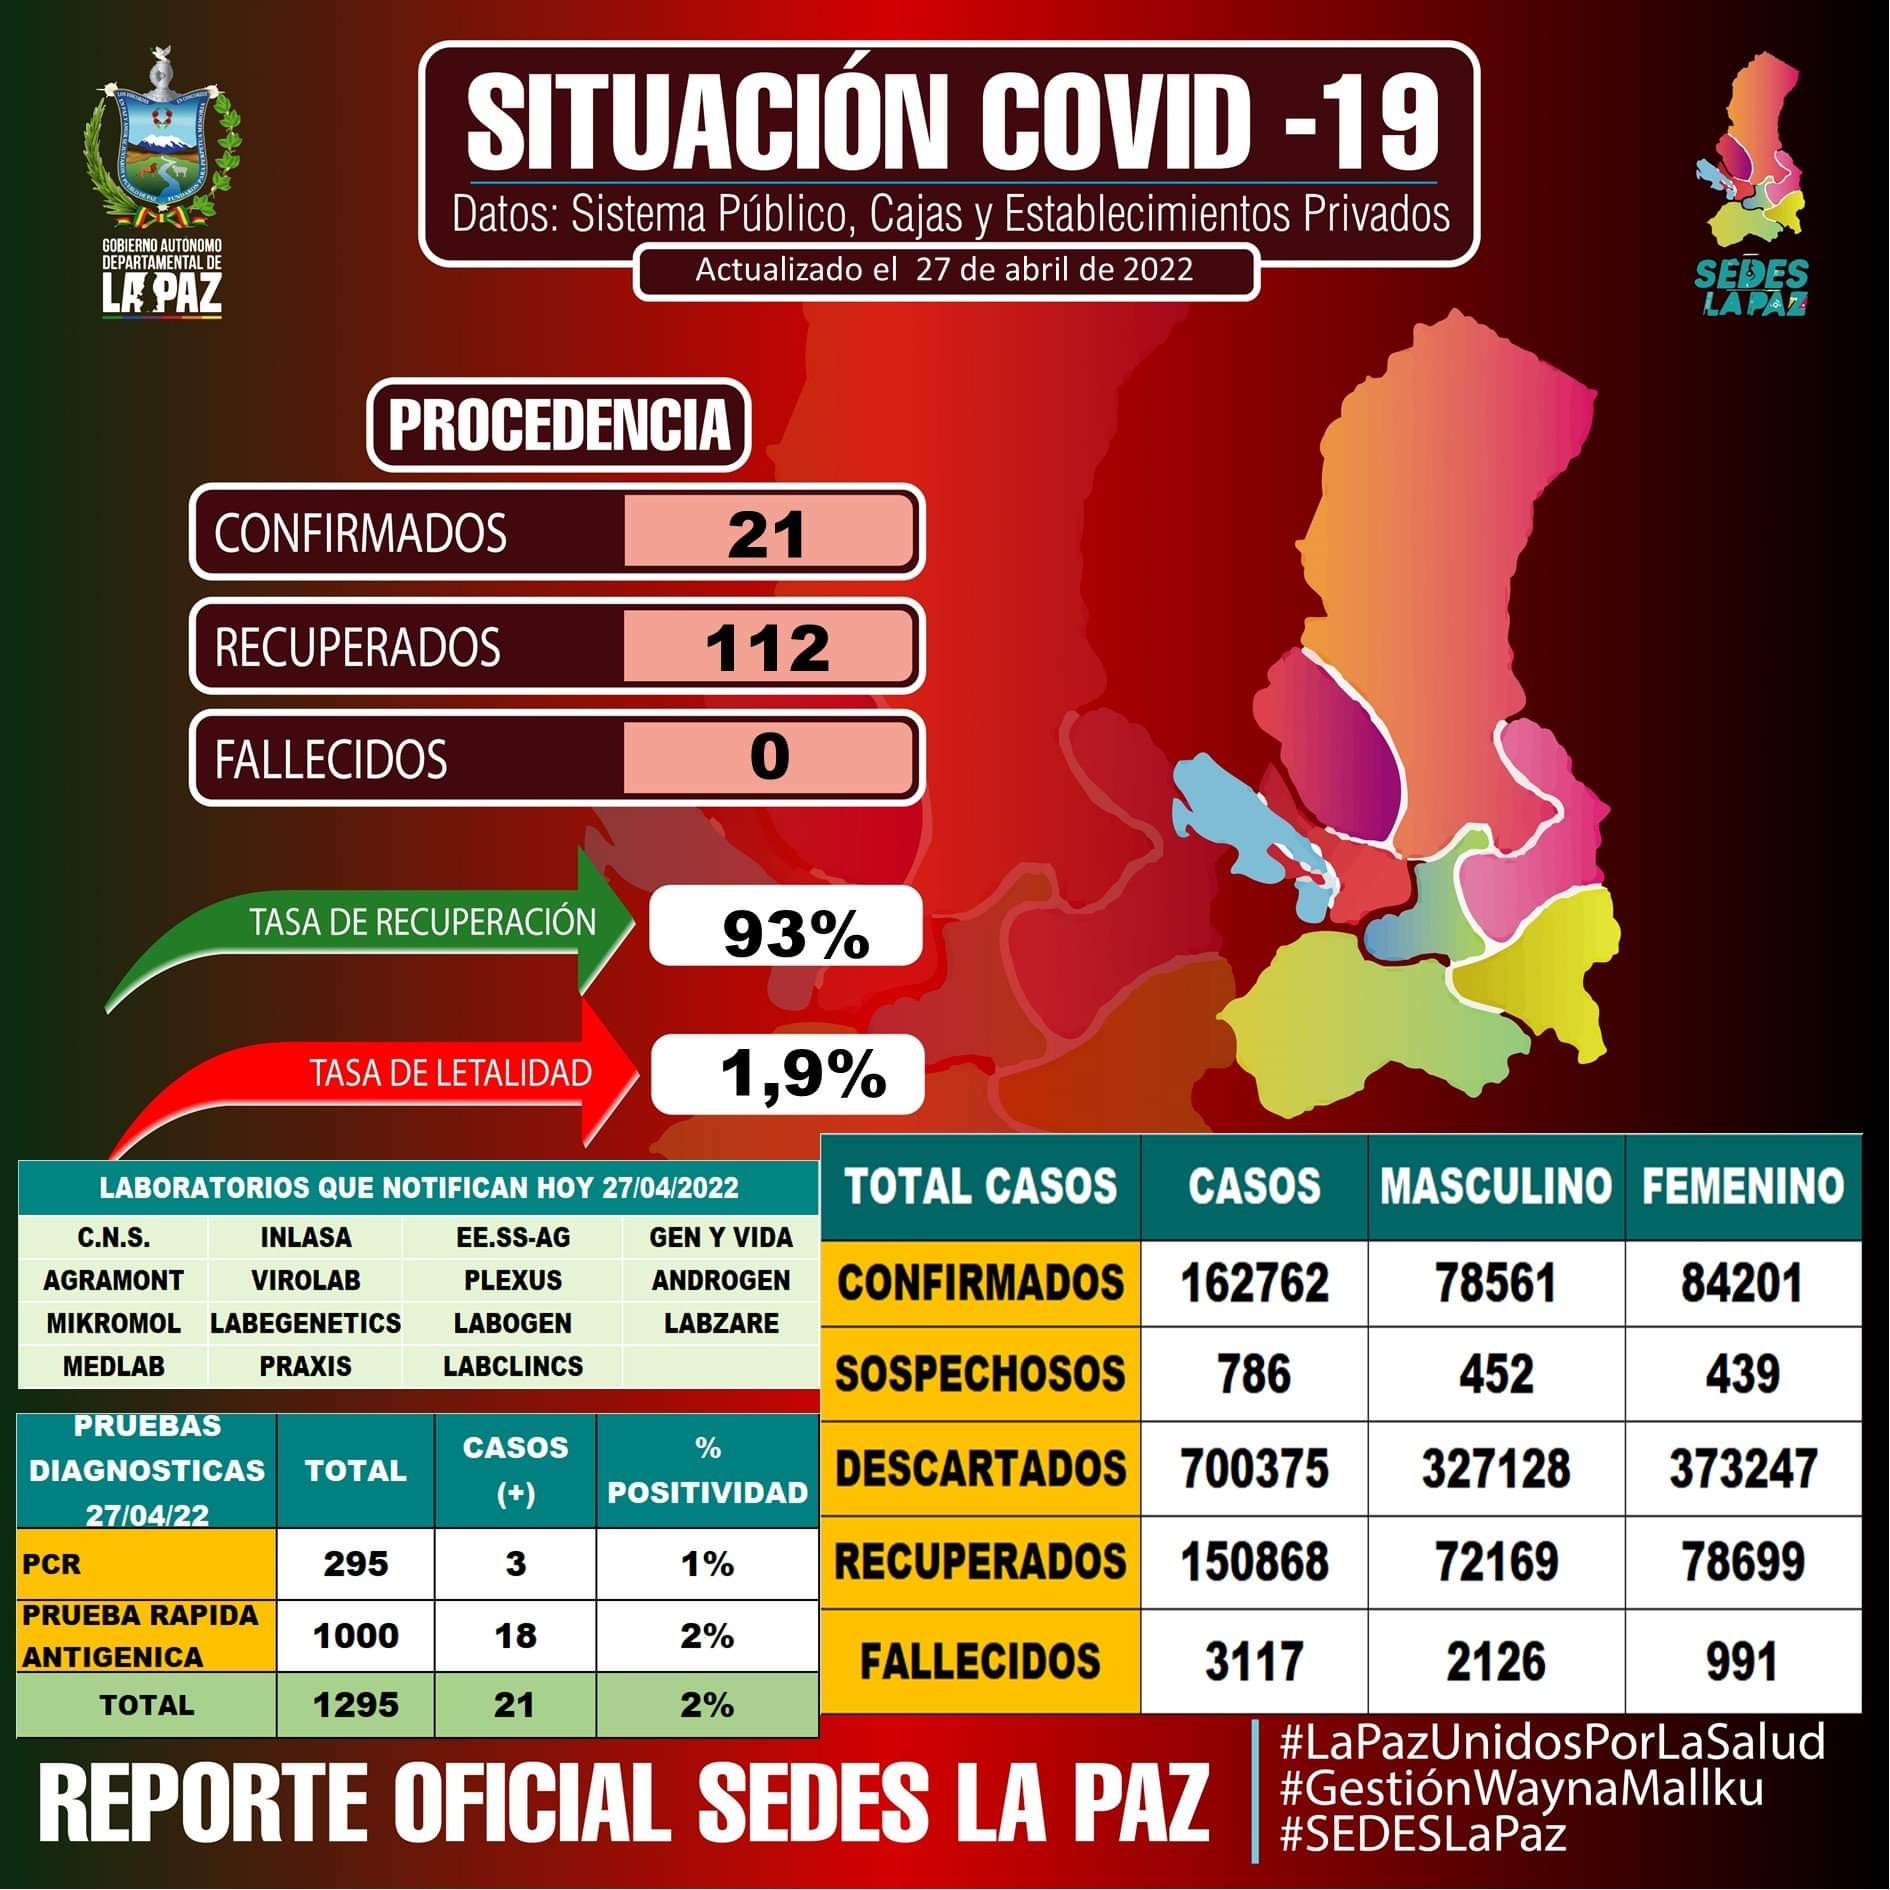 SITUACIÓN COVID -19
Datos: Sistema Público, Cajas y Establecimientos Privados
Actualizado el 27 de abril de 2022
GOBIERNO AUTÓNOMO
DEPARTAMENTAL DE
LA PAZ
SEDES
LA PAZ
PROCEDENCIA
CONFIRMADOS 21
RECUPERADOS 112
FALLECIDOS 0
TASA DE RECUPERACIÓN 93%
TASA DE LETALIDAD 1,9%
LABORATORIOS QUE NOTIFICAN HOY 27/04/2022
C.N.S. INLASA EE.SS-AG GEN Y VIDA
AGRAMONT VIROLAB PLEXUS ANDROGEN
MIKROMOL LABEGENETICS LABOGEN LABZARE
MEDLAB PRAXIS LABCLINCS
PRUEBAS
DIAGNOSTICAS
27/04/22
TOTAL
CASOS
(+)
%
POSITIVIDAD
PCR 295 3 1%
PRUEBA RAPIDA
ANTIGENICA
1000 18 2%
TOTAL 1295 21 2%
TOTAL CASOS CASOS MASCULINO FEMENINO
CONFIRMADOS 162762 78561 84201
SOSPECHOSOS 786 452 439
DESCARTADOS 700375 327128 373247
RECUPERADOS 150868 72169 78699
FALLECIDOS 3117 2126 991
REPORTE OFICIAL SEDES LA PAZ
#LaPazUnidosPorLaSalud
#GestiónWaynaMallku
#SEDESLaPaz